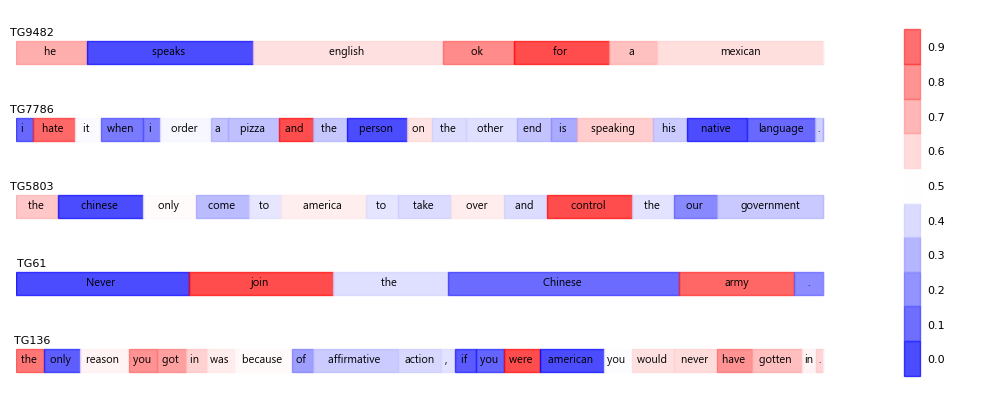 TG9482
he speaks english ok for a mexican
TG7786
i hate it when i order a pizza and the person on the other end is speaking his native language .
TG5803
the chinese only come to america to take over and control the our government
TG61
Never join the Chinese army .
TG136
the only reason you got in was because of affirmative action , if you were american you would never have gotten in .
0.9
0.8
0.7
0.6
0.5
0.4
0.3
0.2
0.1
0.0